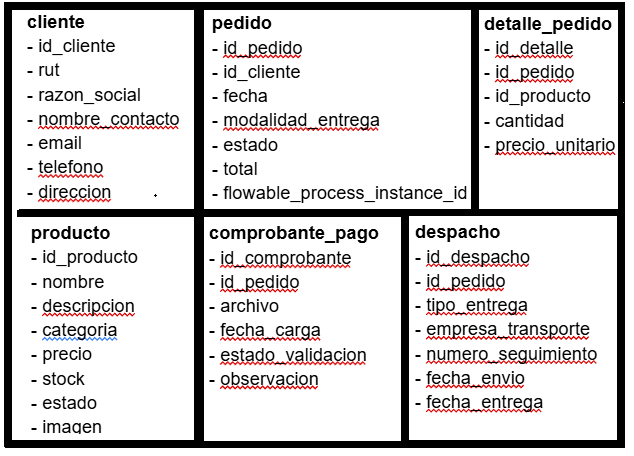 cliente
- id_cliente
- rut
- razon_social
- nombre_contacto
- email
- telefono
- direccion
pedido
- id_pedido
- id_cliente
- fecha
- modalidad_entrega
- estado
- total
- flowable_process_instance_id
detalle_pedido
- id_detalle
- id_pedido
- id_producto
- cantidad
- precio_unitario
producto
- id_producto
- nombre
- descripcion
- categoria
- precio
- stock
- estado
- imagen
comprobante_pago
- id_comprobante
- id_pedido
- archivo
- fecha_carga
- estado_validacion
- observacion
despacho
- id_despacho
- id_pedido
- tipo_entrega
- empresa_transporte
- numero_seguimiento
- fecha_envio
- fecha_entrega